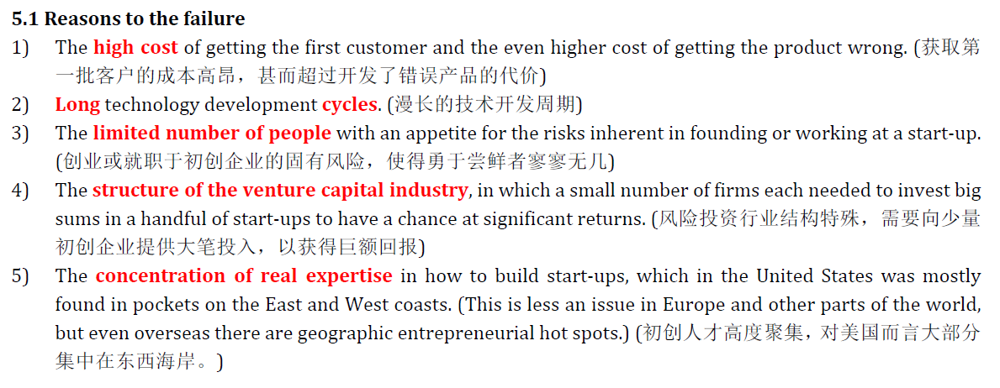 5.1 Reasons to the failure
1) The high cost of getting the first customer and the even higher cost of getting the product wrong. (获取第
一批客户的成本高昂，甚而超过开发了错误产品的代价)
2) Long technology development cycles. (漫长的技术开发周期)
3) The limited number of people with an appetite for the risks inherent in founding or working at a start-up.
(创业或就职于初创企业的固有风险，使得勇于尝鲜者寥寥无几)
4) The structure of the venture capital industry, in which a small number of firms each needed to invest big
sums in a handful of start-ups to have a chance at significant returns. (风险投资行业结构特殊，需要向少量
初创企业提供大笔投入，以获得巨额回报)
5) The concentration of real expertise in how to build start-ups, which in the United States was mostly
found in pockets on the East and West coasts. (This is less an issue in Europe and other parts of the world,
but even overseas there are geographic entrepreneurial hot spots.) (初创人才高度聚集，对美国而言大部分
集中在东西海岸。)